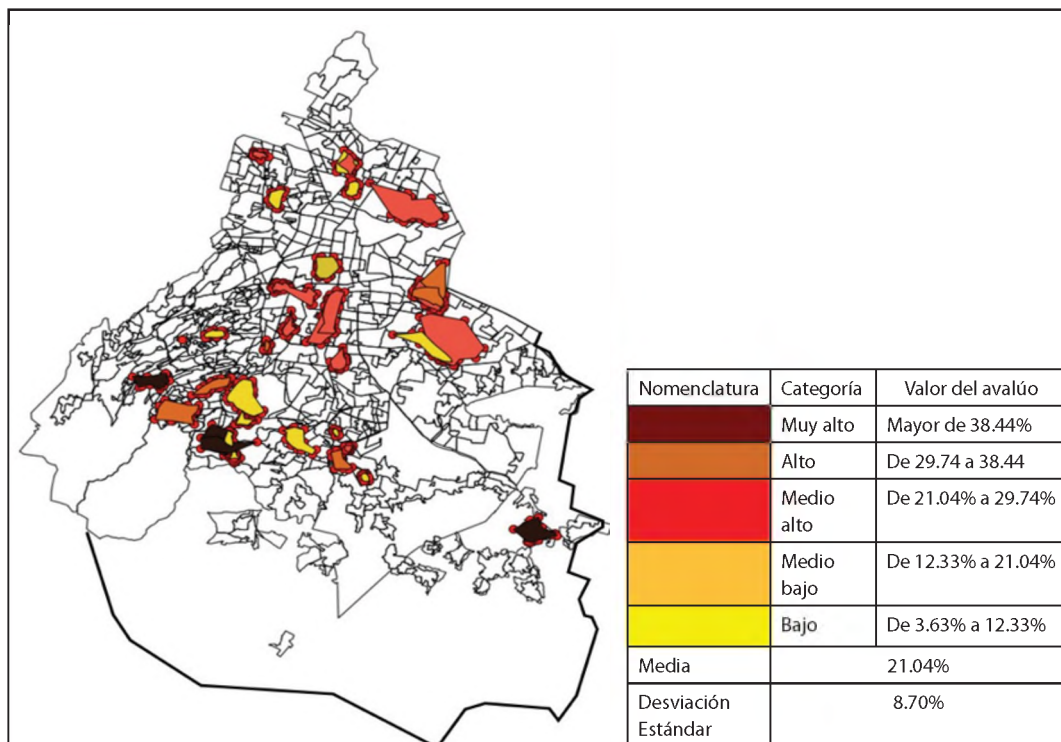 Nomenclatura Categoría Valor del avalúo
Muy alto Mayor de 38.44%
Alto De 29.74 a 38.44
Medio alto De 21.04% a 29.74%
Medio bajo De 12.33% a 21.04%
Bajo De 3.63% a 12.33%
Media 21.04%
Desviación Estándar 8.70%